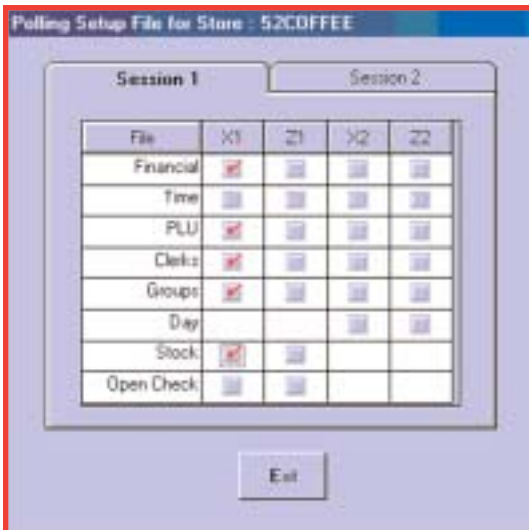 Polling Setup File for Store : 52COFFEE
Session 1 Session 2
File X1 Z1 X2 Z2
Financial
Time
PLU
Clerks
Groups
Day
Stock
Open Check
Exit